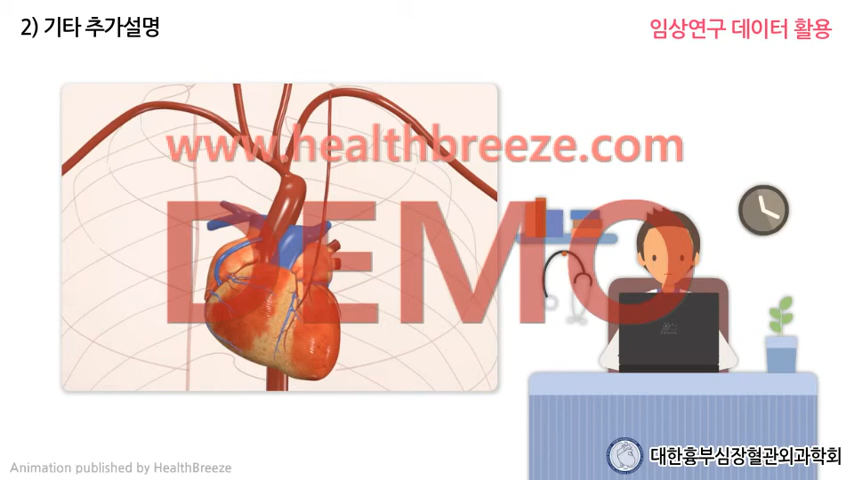 2) 기타 추가설명
임상연구 데이터 활용
www.healthbreeze.com
DEMO
대한흉부심장혈관외과학회
Animation published by HealthBreeze